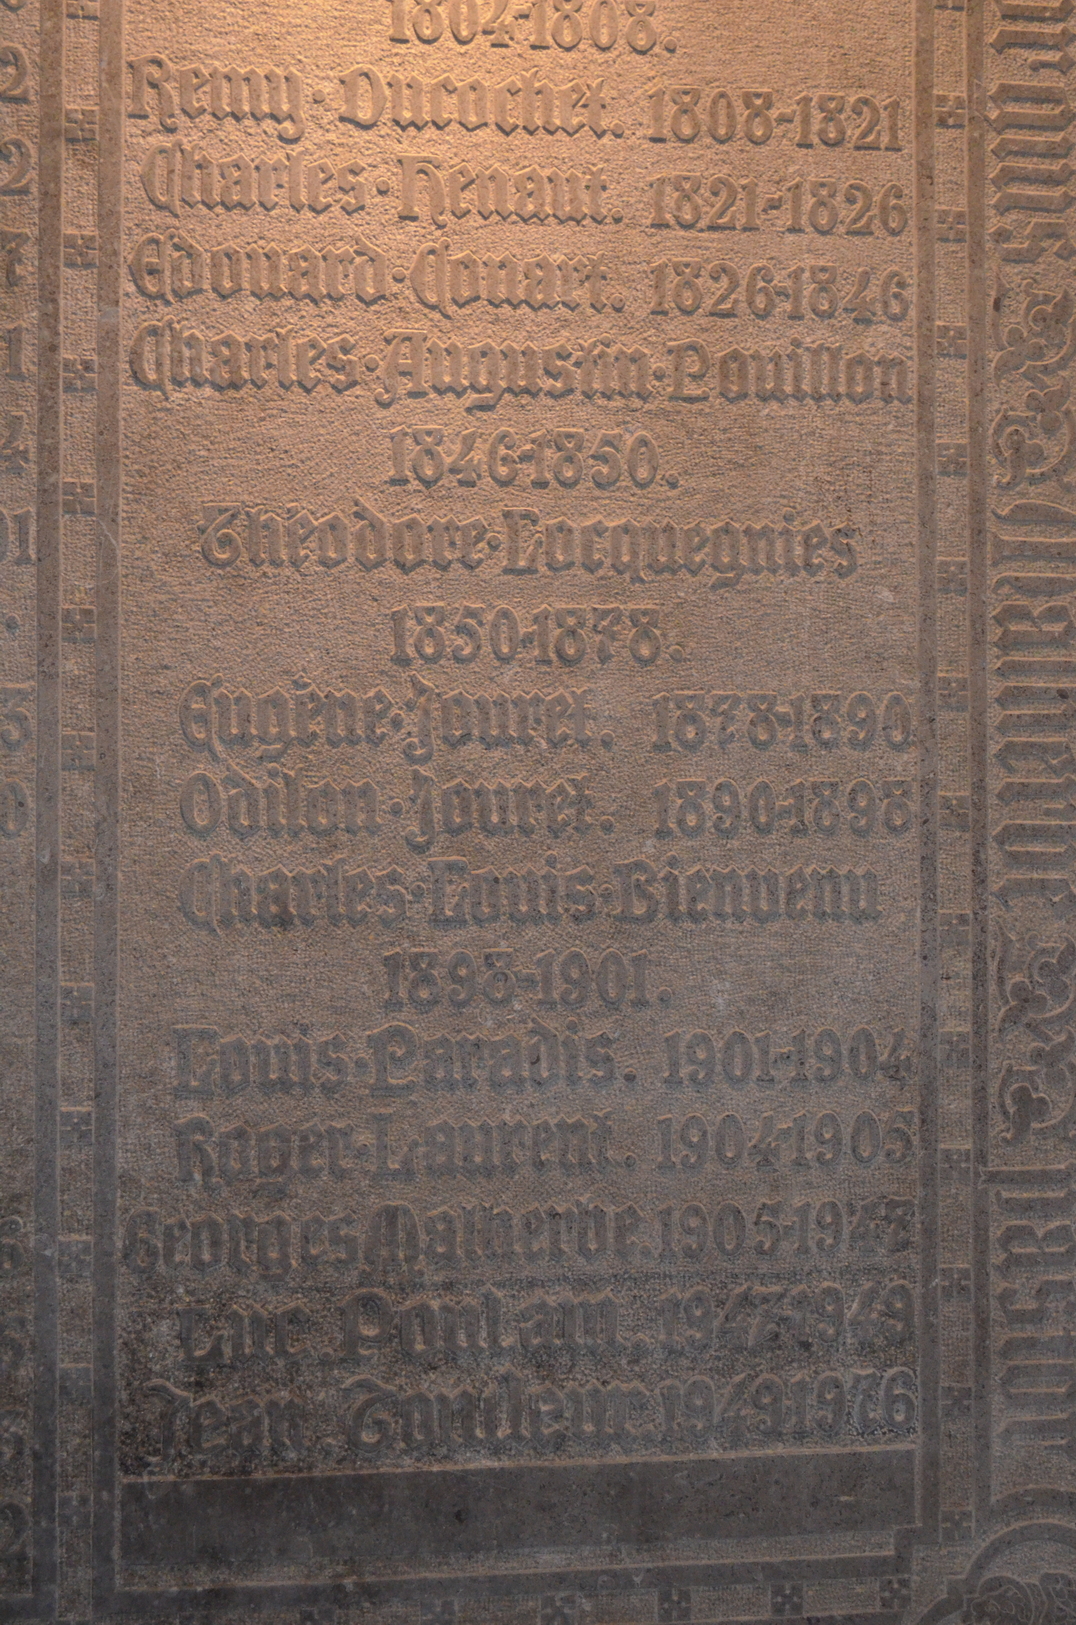 1804-1808.
Remy·Ducochet. 1808-1821
Charles·Henaut. 1821-1826
Edouard·Couart. 1826-1846
Charles·Augustin·Pouillon
1846-1850.
Théodore·Locquegnies
1850-1878.
Eugène·Jouret. 1878-1890
Odilon·Jouret. 1890-1898
Charles·Louis·Bienvenu
1898-1901.
Louis·Paradis. 1901-1904
Roger·Laurent. 1904-1905
Georges·Malherbe. 1905-1947
Luc. 1947-1949
Jean 1949-1976